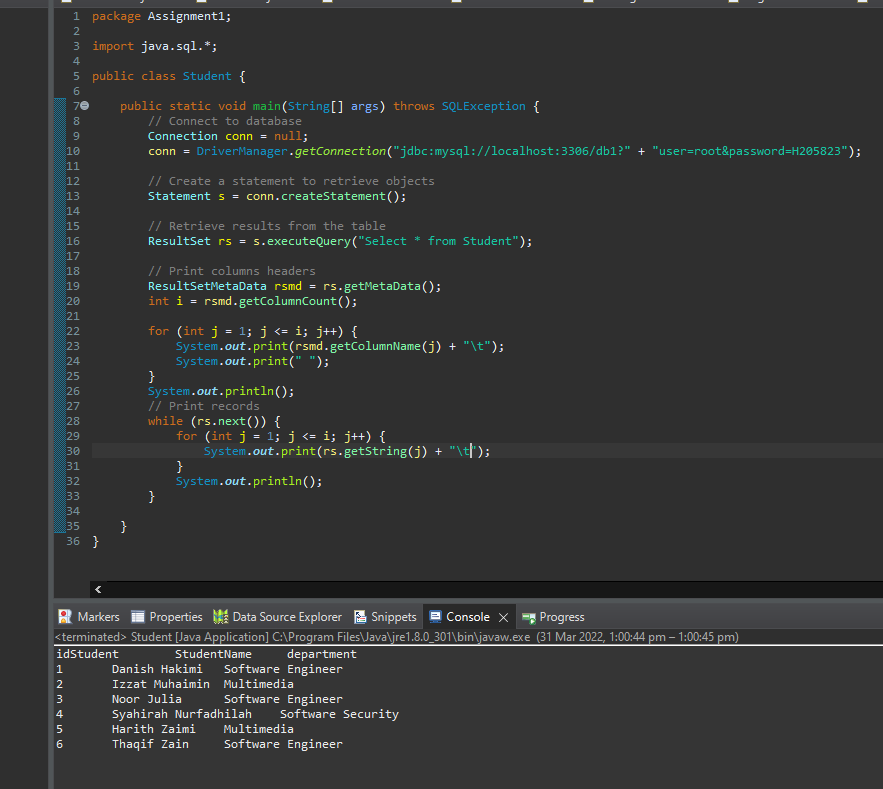 1 package Assignment1;
2
3 import java.sql.*;
4
5 public class Student {
6
7 public static void main(String[] args) throws SQLException {
8 // Connect to database
9 Connection conn = null;
10 conn = DriverManager.getConnection("jdbc:mysql://localhost:3306/db1?" + "user=root&password=H205823");
11
12 // Create a statement to retrieve objects
13 Statement s = conn.createStatement();
14
15 // Retrieve results from the table
16 ResultSet rs = s.executeQuery("Select * from Student");
17
18 // Print columns headers
19 ResultSetMetaData rsmd = rs.getMetaData();
20 int i = rsmd.getColumnCount();
21
22 for (int j = 1; j <= i; j++) {
23 System.out.print(rsmd.getColumnName(j) + "\t");
24 System.out.print(" ");
25 }
26 System.out.println();
27 // Print records
28 while (rs.next()) {
29 for (int j = 1; j <= i; j++) {
30 System.out.print(rs.getString(j) + "\t");
31 }
32 System.out.println();
33 }
34
35 }
36 }
Markers Properties Data Source Explorer Snippets Console Progress
<terminated> Student [Java Application] C:\Program Files\Java\jre1.8.0_301\bin\javaw.exe (31 Mar 2022, 1:00:44 pm – 1:00:45 pm)
idStudent StudentName department
1 Danish Hakimi Software Engineer
2 Izzat Muhaimin Multimedia
3 Noor Julia Software Engineer
4 Syahirah Nurfadhilah Software Security
5 Harith Zaimi Multimedia
6 Thaqif Zain Software Engineer